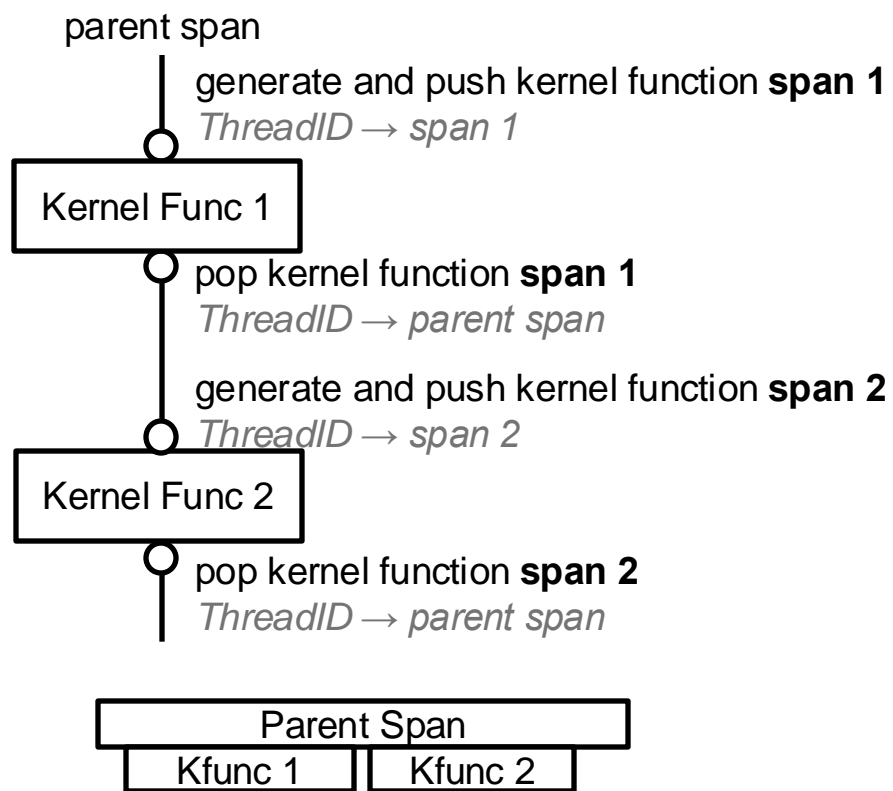 parent span
generate and push kernel function span 1
ThreadID → span 1
Kernel Func 1
pop kernel function span 1
ThreadID → parent span
generate and push kernel function span 2
ThreadID → span 2
Kernel Func 2
pop kernel function span 2
ThreadID → parent span
Parent Span
Kfunc 1
Kfunc 2